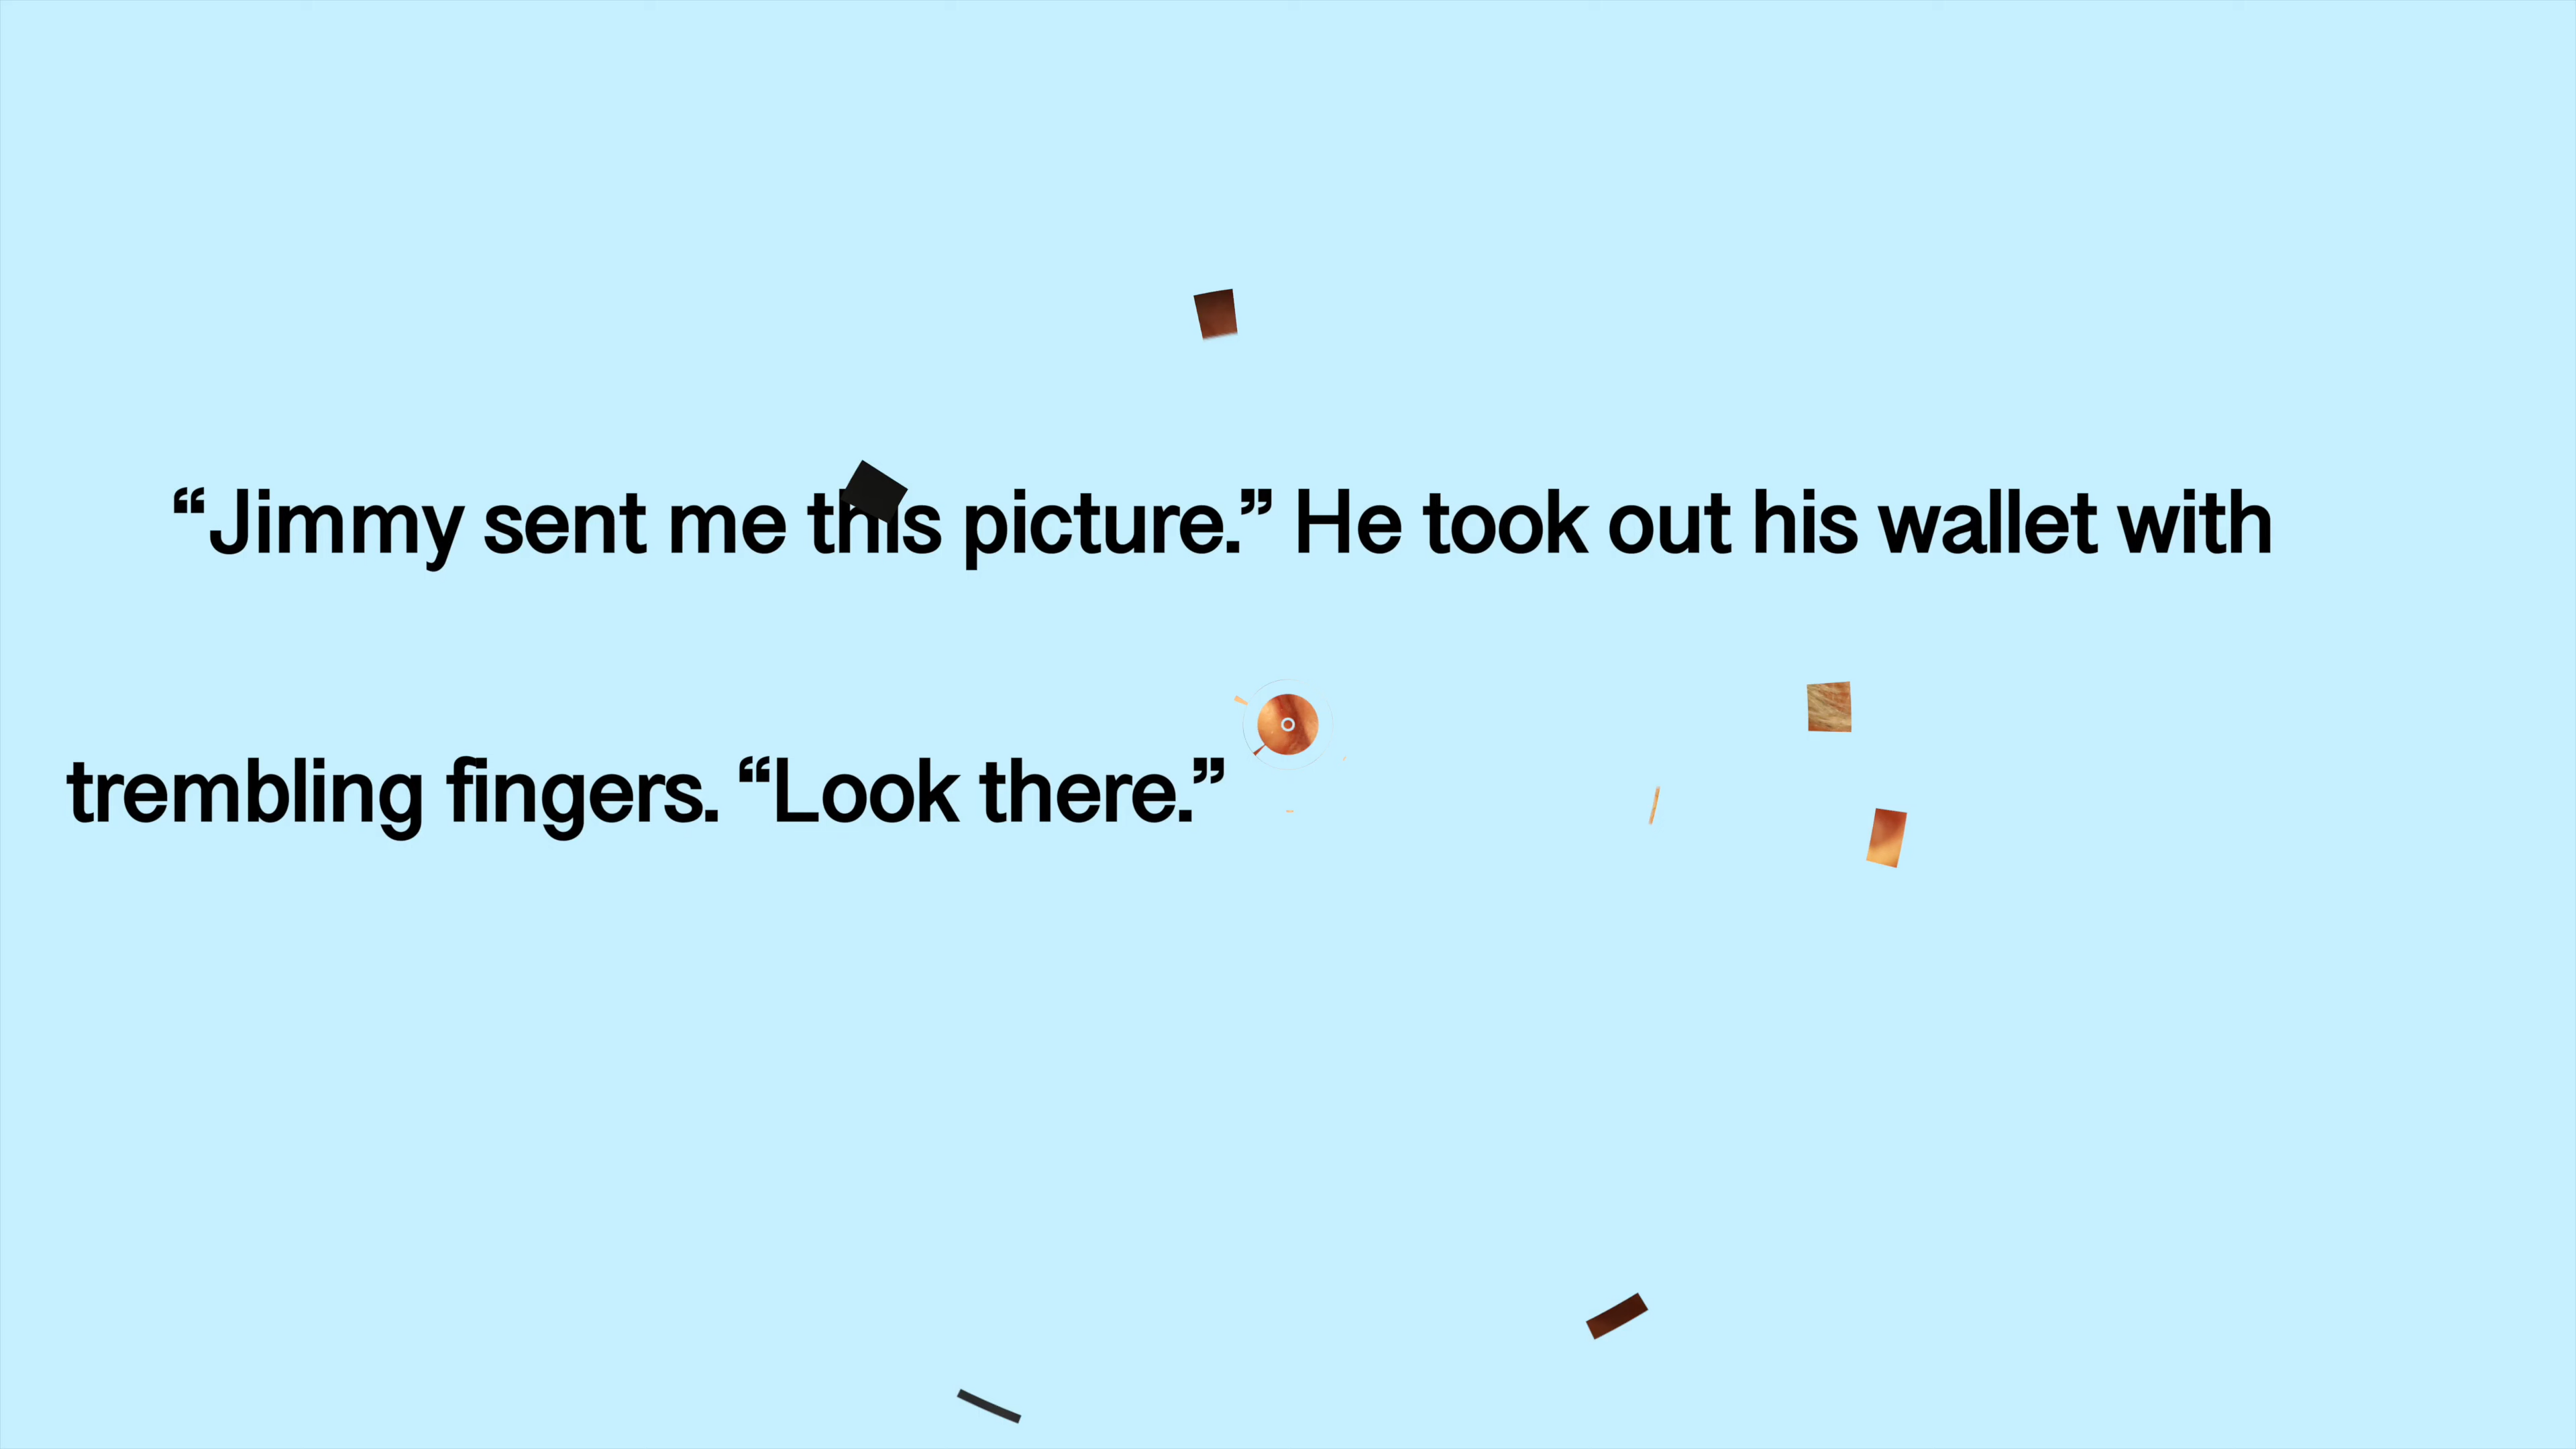 “Jimmy sent me this picture.” He took out his wallet with
trembling fingers. “Look there.”